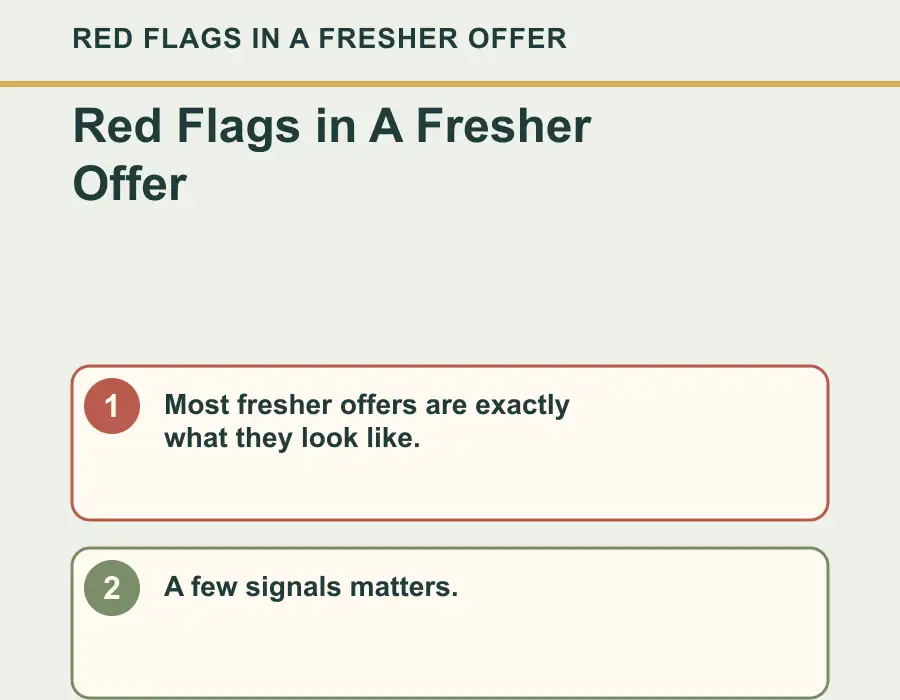 RED FLAGS IN A FRESHER OFFER
Red Flags in A Fresher
Offer
1
Most fresher offers are exactly
what they look like.
2
A few signals matters.